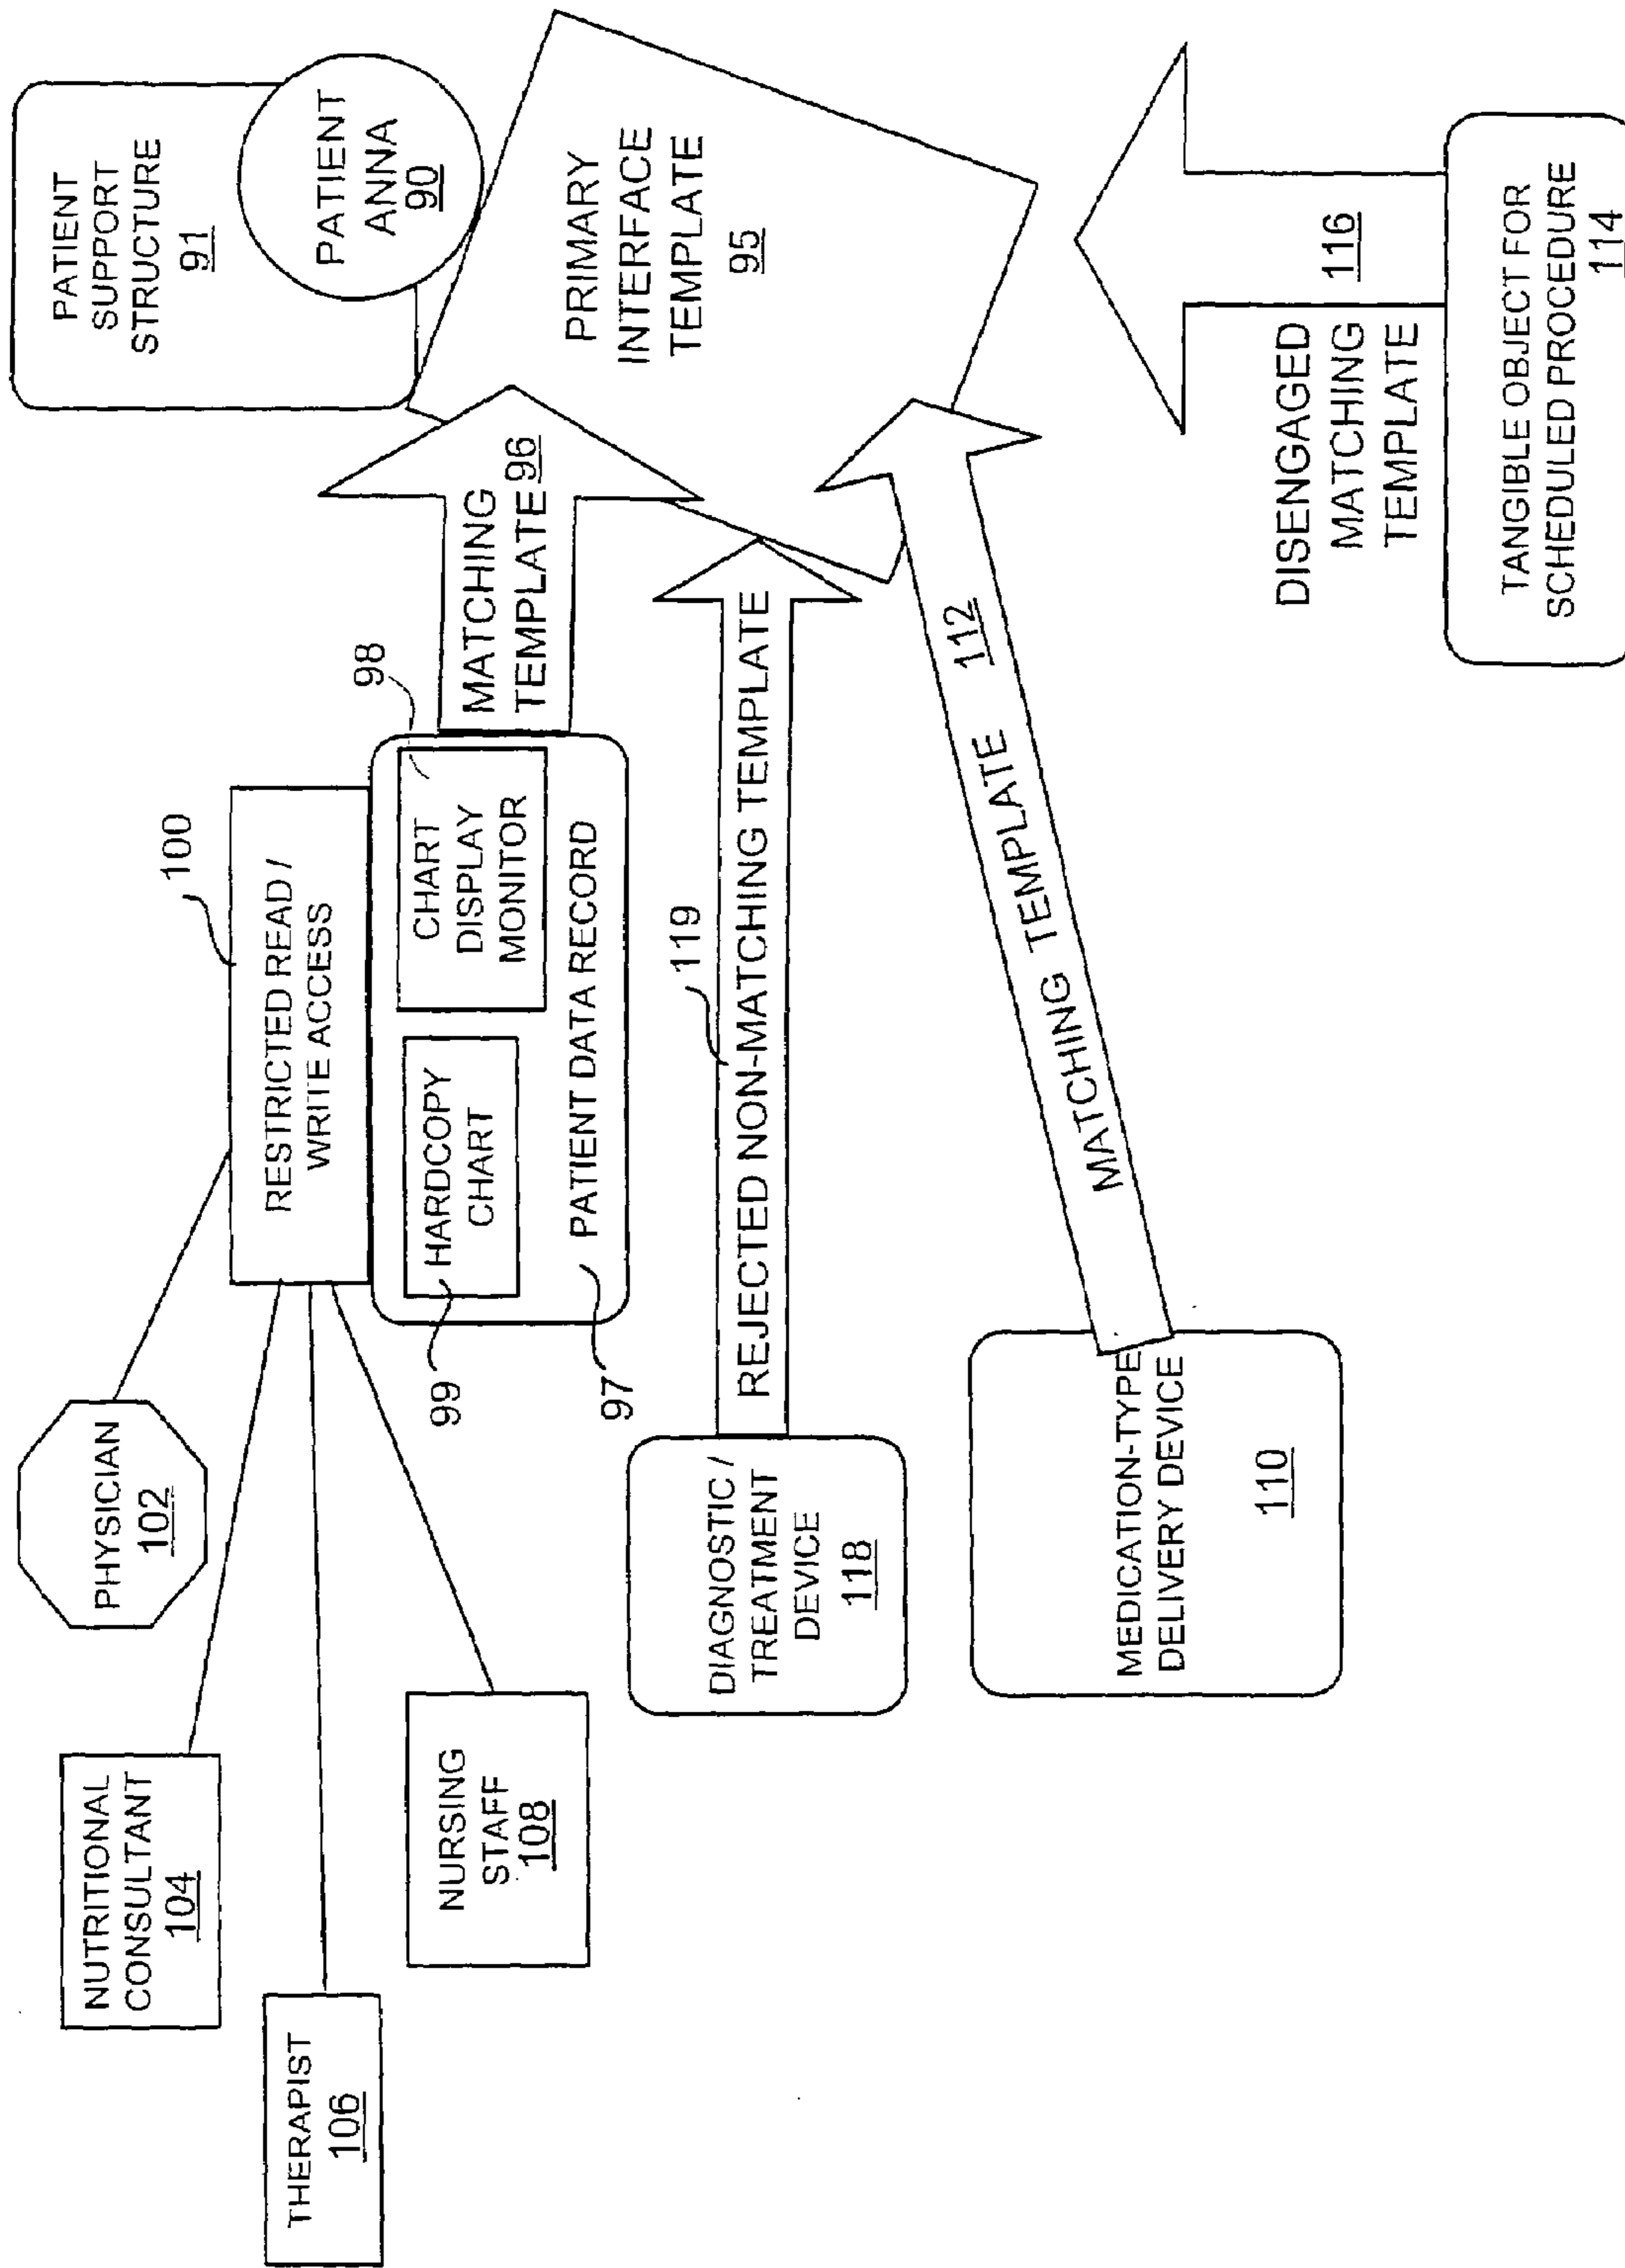 THERAPIST
106
NUTRITIONAL
CONSULTANT
104
PHYSICIAN
102
NURSING
STAFF
108
100
RESTRICTED READ /
WRITE ACCESS
99
HARDCOPY
CHART
98
CHART
DISPLAY
MONITOR
97
PATIENT DATA RECORD
MATCHING
TEMPLATE 96
PATIENT
SUPPORT
STRUCTURE
91
PATIENT
ANNA
90
PRIMARY
INTERFACE
TEMPLATE
95
DIAGNOSTIC /
TREATMENT
DEVICE
118
119
REJECTED NON-MATCHING TEMPLATE
MEDICATION-TYPE
DELIVERY DEVICE
110
MATCHING TEMPLATE 112
DISENGAGED
MATCHING
TEMPLATE
116
TANGIBLE OBJECT FOR
SCHEDULED PROCEDURE
114